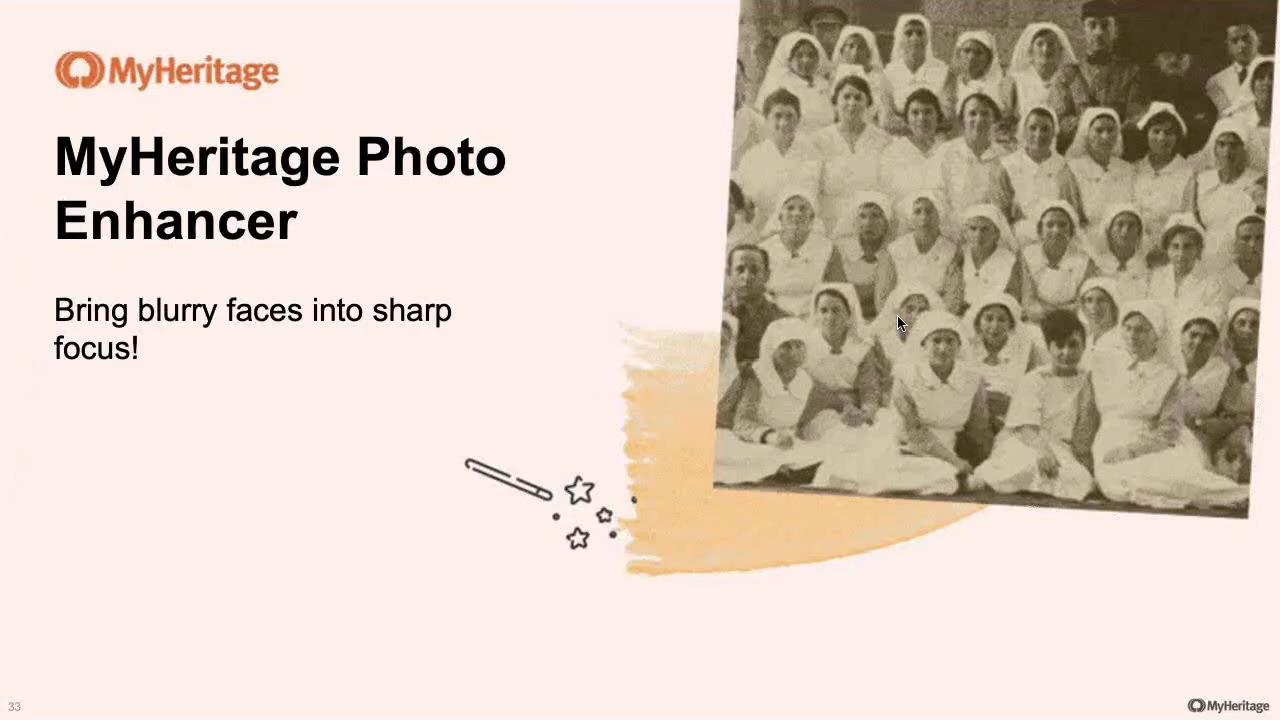 MyHeritage
MyHeritage Photo
Enhancer
Bring blurry faces into sharp
focus!
33
MyHeritage